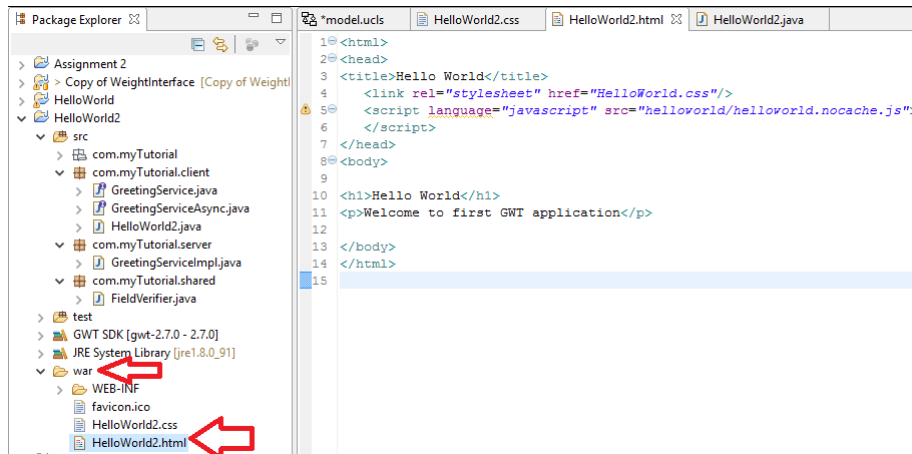 Package Explorer
Assignment 2
> Copy of WeightInterface [Copy of Weightl
HelloWorld
HelloWorld2
src
com.myTutorial
com.myTutorial.client
GreetingService.java
GreetingServiceAsync.java
HelloWorld2.java
com.myTutorial.server
GreetingServiceImpl.java
com.myTutorial.shared
FieldVerifier.java
test
GWT SDK [gwt-2.7.0 - 2.7.0]
JRE System Library [jre1.8.0_91]
war
WEB-INF
favicon.ico
HelloWorld2.css
HelloWorld2.html
*model.ucls HelloWorld2.css HelloWorld2.html HelloWorld2.java
1 <html>
2 <head>
3 <title>Hello World</title>
4 <link rel="stylesheet" href="HelloWorld.css"/>
5 <script language="javascript" src="helloworld/helloworld.nocache.js">
6 </script>
7 </head>
8 <body>
9
10 <h1>Hello World</h1>
11 <p>Welcome to first GWT application</p>
12
13 </body>
14 </html>
15